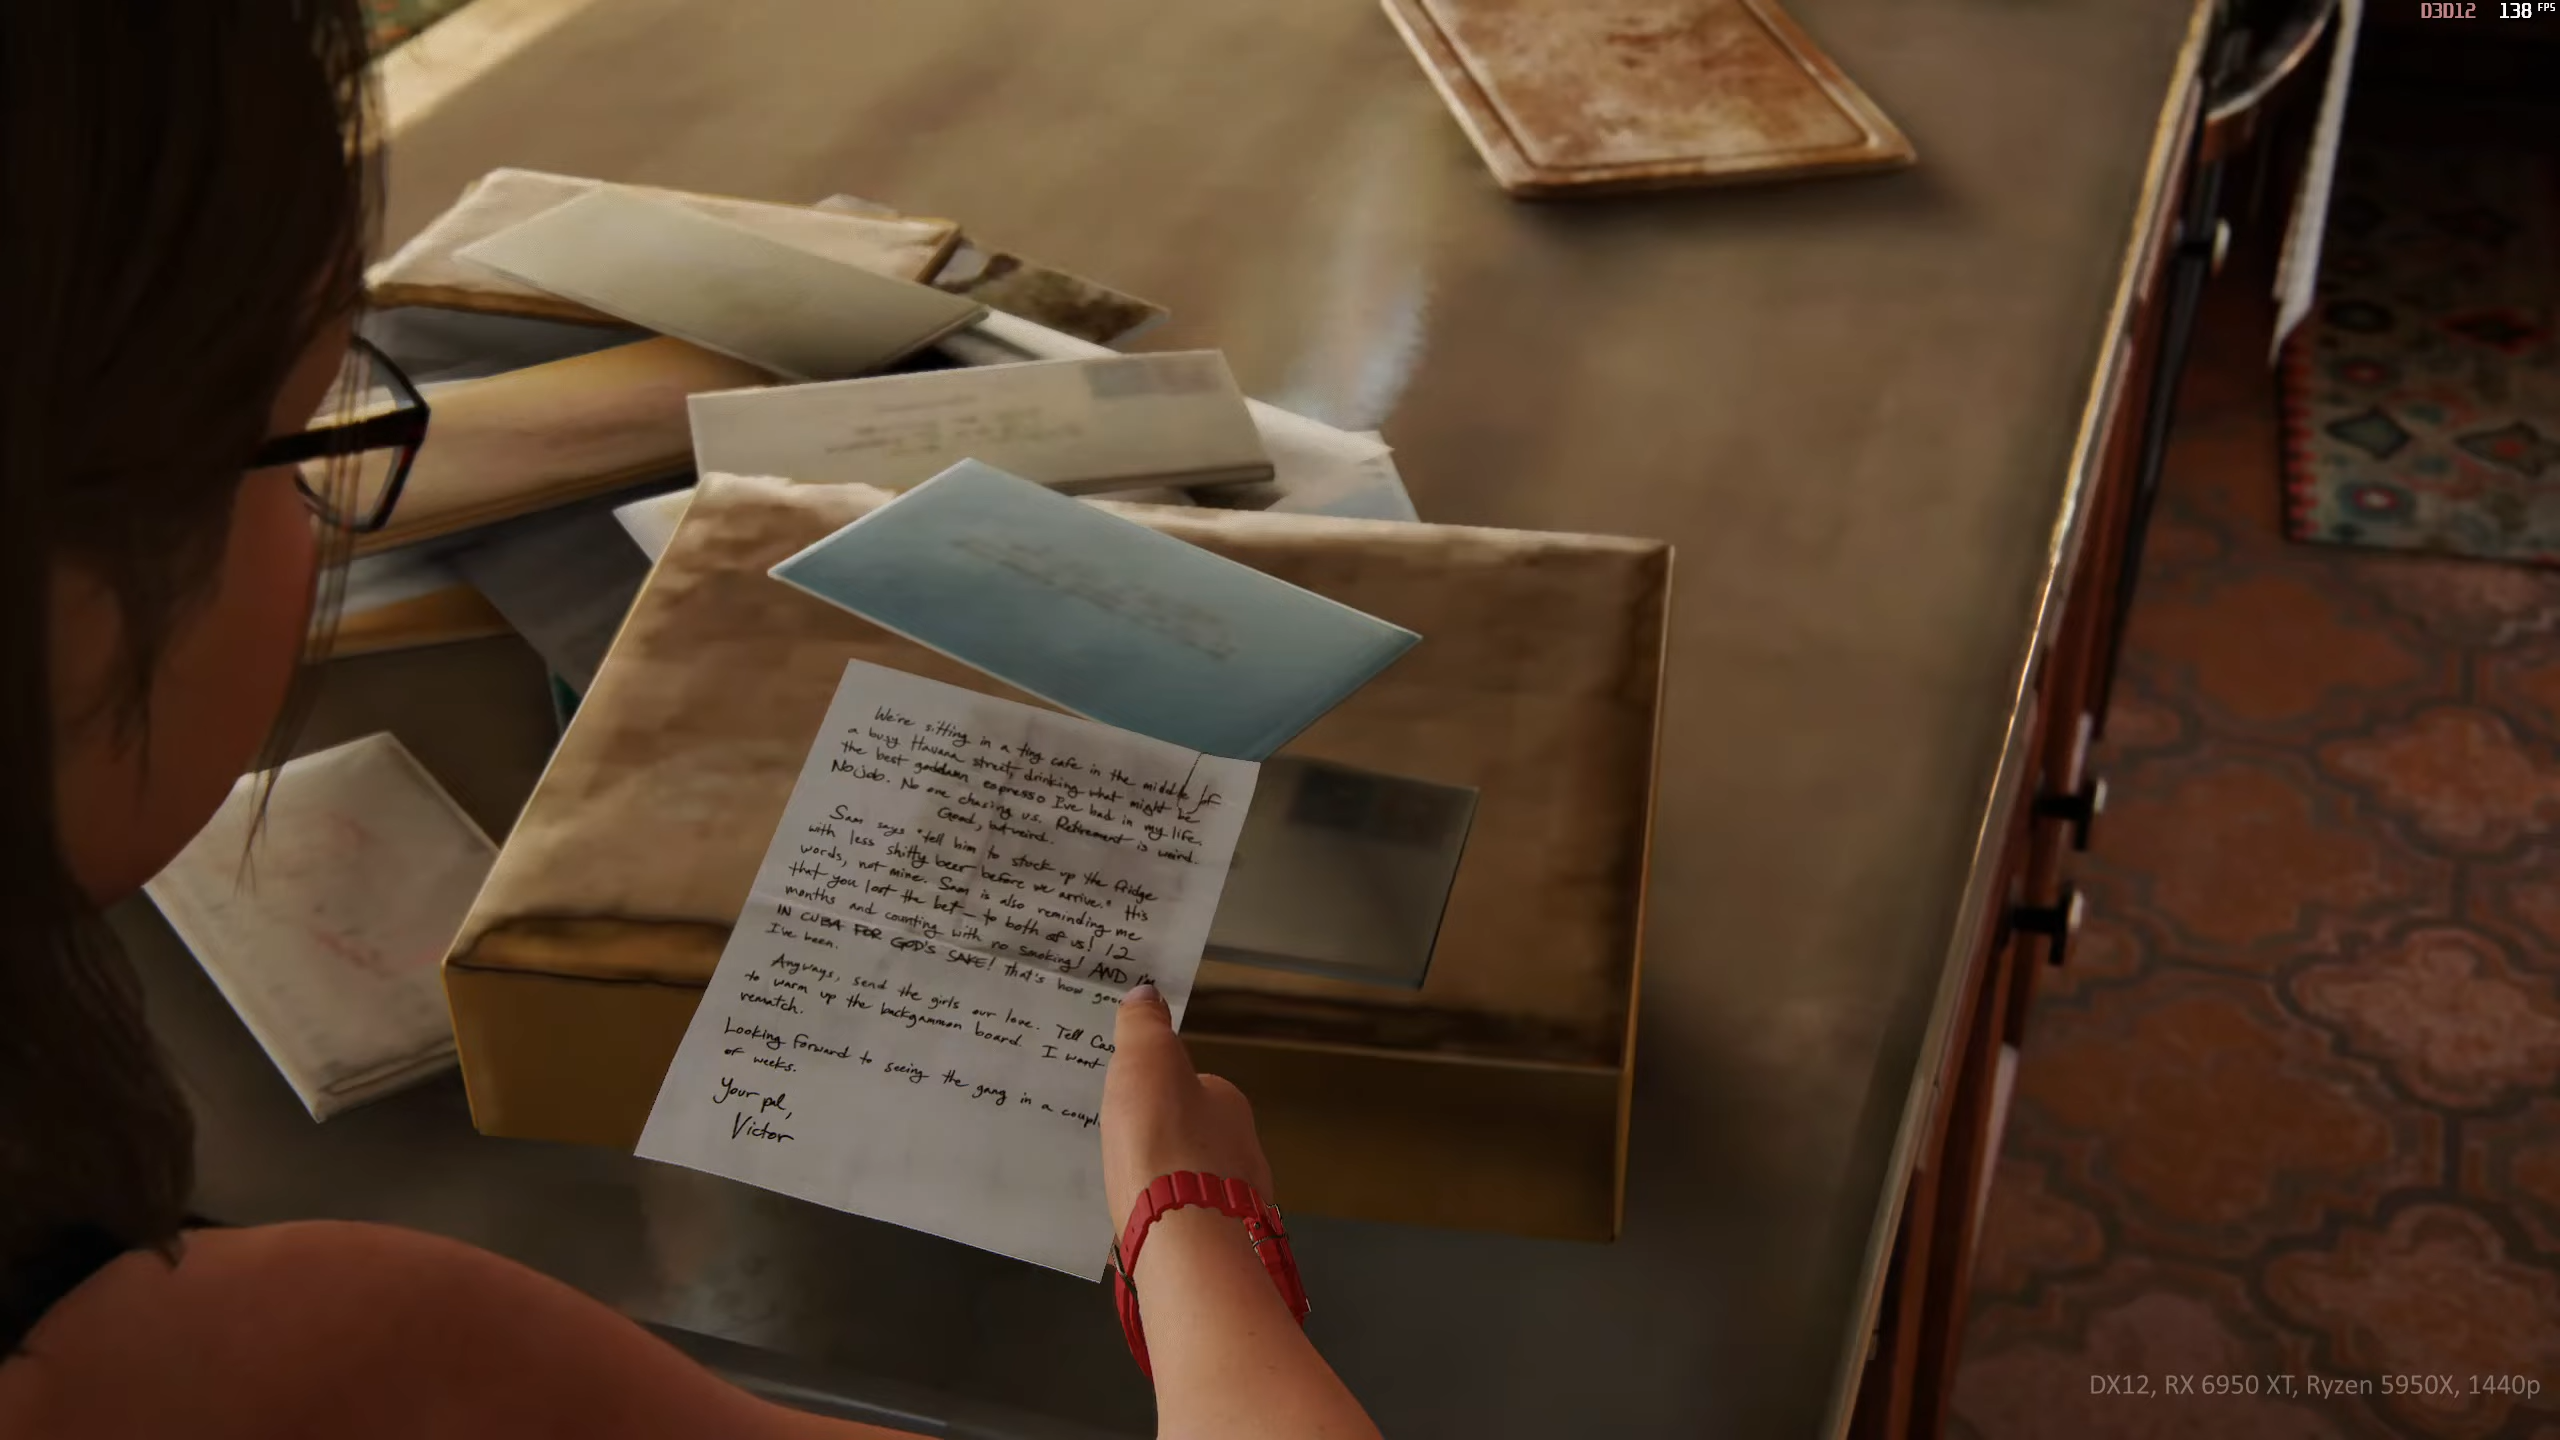 D3D12 138 FPS
We're sitting in a tiny cafe in the middle of
a busy Havana street, drinking what might be
the best goddamn espresso I've had in my life.
No job. No one chasing us. Retirement is weird.
Good, but weird.
Sam says "tell him to stock up the fridge
with less shitty beer before we arrive." His
words, not mine. Sam is also reminding me
that you lost the bet — to both of us! 12
months and counting with no smoking! AND I'M
IN CUBA FOR GOD'S SAKE! That's how
I've been.
Anyways, send the girls our love. Tell
to warm up the backgammon board. I want
rematch.
Looking forward to seeing the gang in a
of weeks.
Your pal,
Victor
DX12, RX 6950 XT, Ryzen 5950X, 1440p